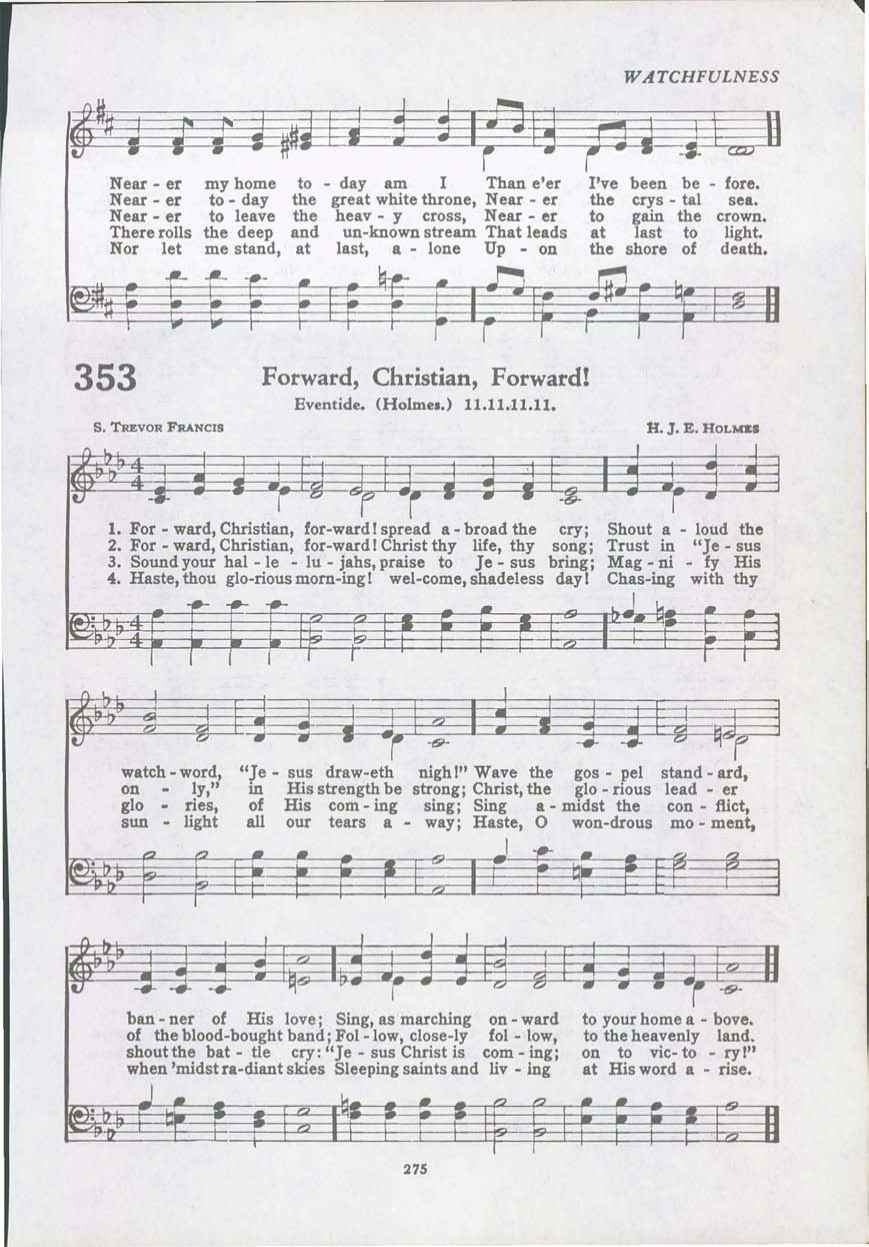 WATCHFULNESS
Near - er my home to - day am I Than e'er I've been be - fore.
Near - er to - day the great white throne, Near - er the crys - tal sea.
Near - er to leave the heav - y cross, Near - er to gain the crown.
There rolls the deep and un-known stream That leads at last to light.
Nor let me stand, at last, a - lone Up - on the shore of death.
353 Forward, Christian, Forward!
Eventide. (Holmes.) 11.11.11.11.
S. TREVOR FRANCIS H. J. E. HOLMES
4
4
1. For - ward, Christian, for-ward! spread a - broad the cry; Shout a - loud the
2. For - ward, Christian, for-ward! Christ thy life, thy song; Trust in "Je - sus
3. Sound your hal - le - lu - jahs, praise to Je - sus bring; Mag - ni - fy His
4. Haste, thou glo-rious morn-ing! wel-come, shadeless day! Chas-ing with thy
4
4
watch - word, "Je - sus draw-eth nigh!" Wave the gos - pel stand - ard,
on - ly," in His strength be strong; Christ, the glo - rious lead - er
glo - ries, of His com - ing sing; Sing a - midst the con - flict,
sun - light all our tears a - way; Haste, O won-drous mo - ment,
ban - ner of His love; Sing, as marching on - ward to your home a - bove.
of the blood-bought band; Fol - low, close-ly fol - low, to the heavenly land.
shout the bat - tle cry: "Je - sus Christ is com - ing; on to vic - to - ry!"
when 'midst ra-diant skies Sleeping saints and liv - ing at His word a - rise.
275